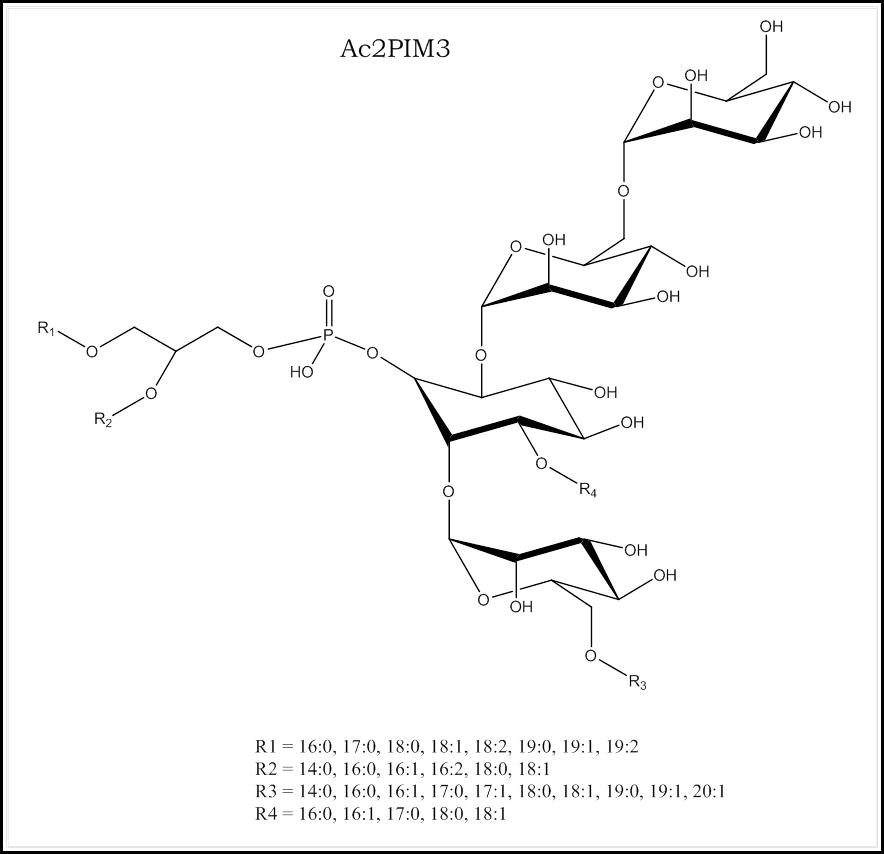 Ac2PIM3
OH
O
OH
OH
OH
O
O
OH
OH
OH
O
P
HO
O
O
R1
O
O
R2
O
OH
OH
O
R4
O
OH
OH
O
OH
O
R3
R1 = 16:0, 17:0, 18:0, 18:1, 18:2, 19:0, 19:1, 19:2
R2 = 14:0, 16:0, 16:1, 16:2, 18:0, 18:1
R3 = 14:0, 16:0, 16:1, 17:0, 17:1, 18:0, 18:1, 19:0, 19:1, 20:1
R4 = 16:0, 16:1, 17:0, 18:0, 18:1